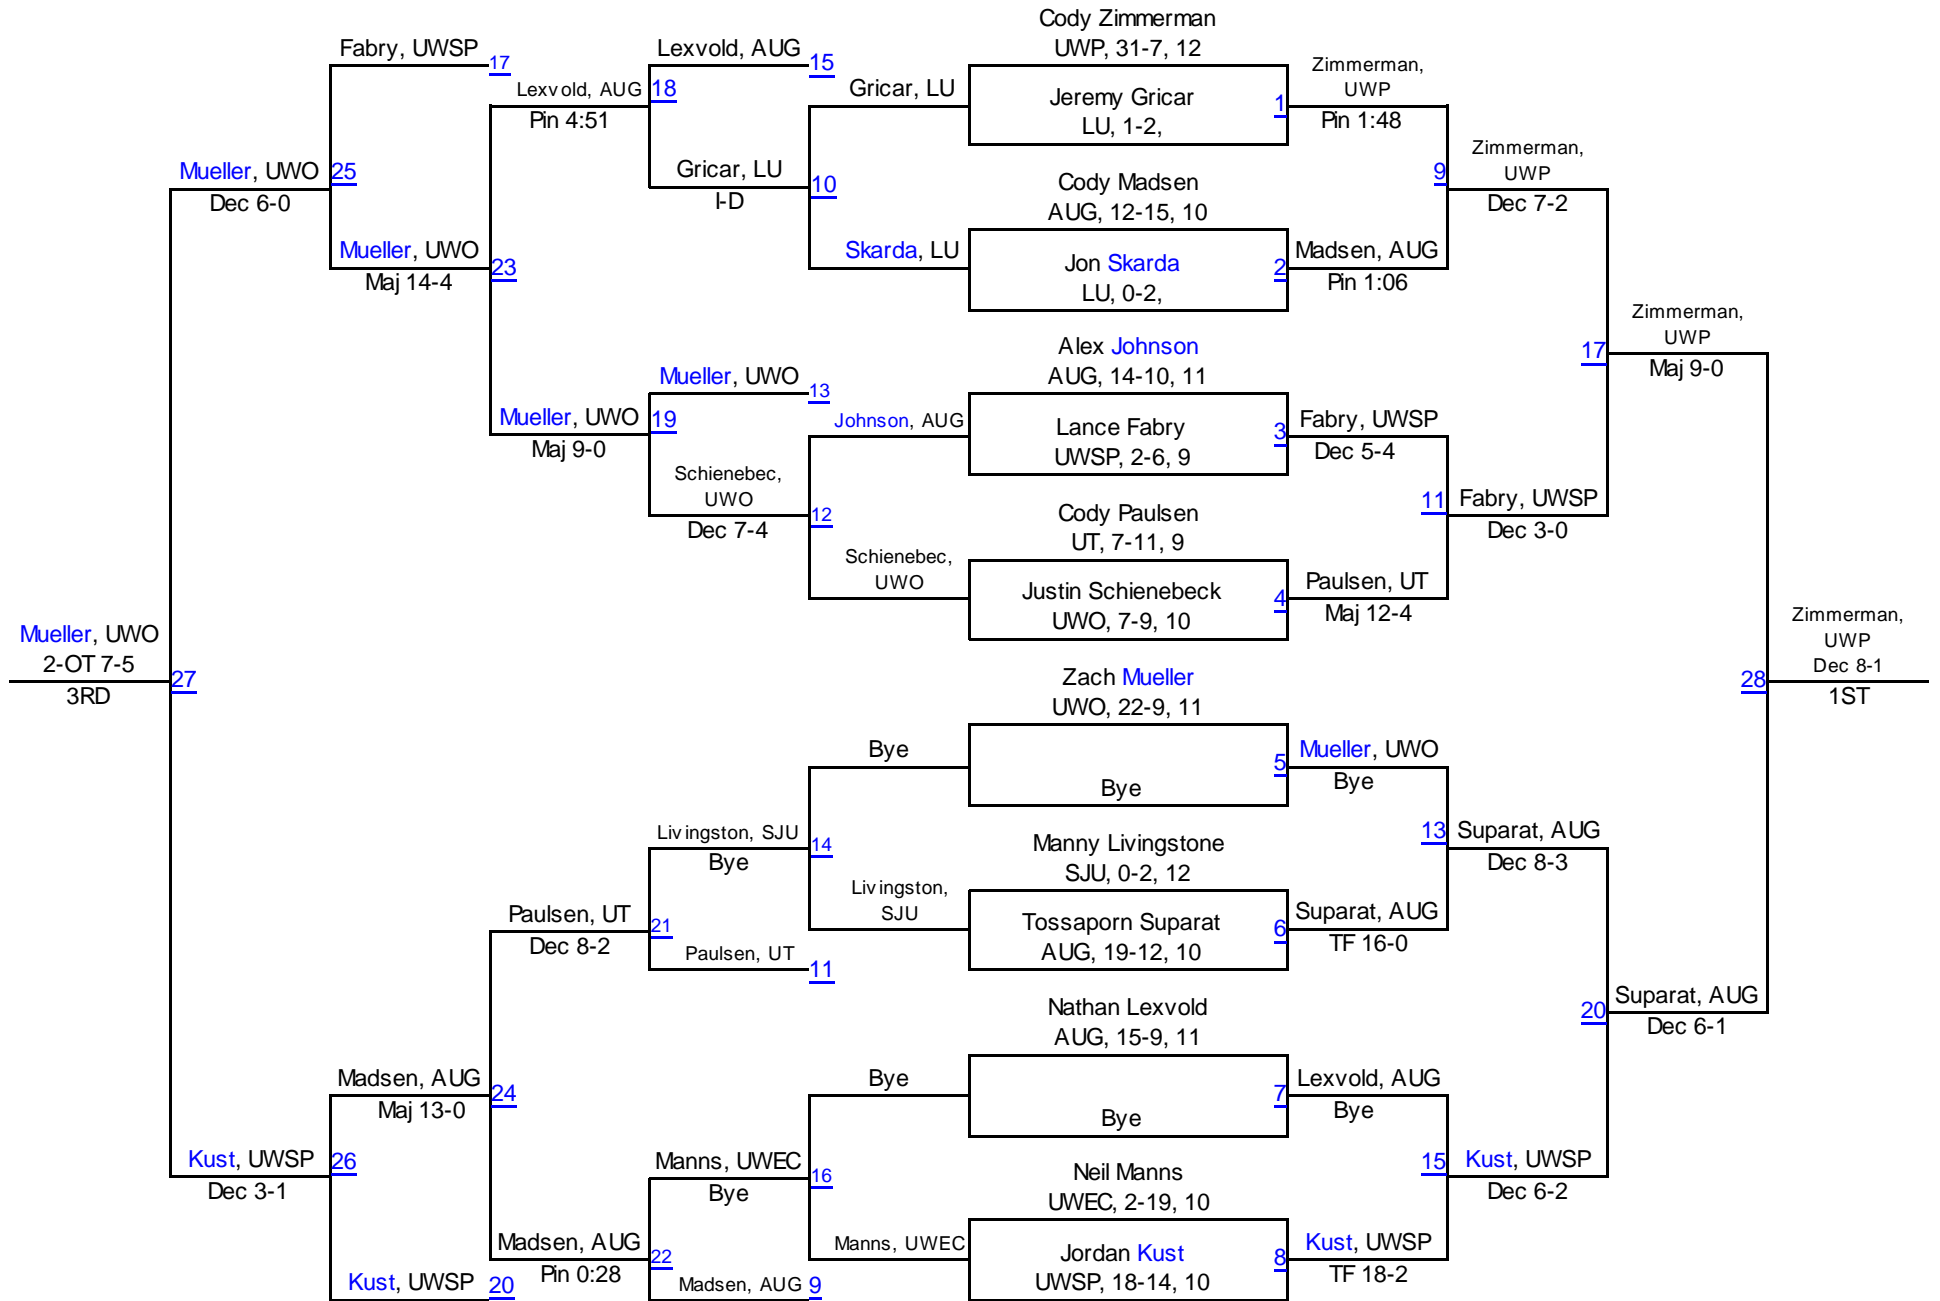 Cody Zimmerman
UWP, 31-7, 12
Fabry, UWSP
17
Lexvold, AUG
15
Zimmerman,
UWP
Lexvold, AUG
18
Gricar, LU
Jeremy Gricar
1
Pin 4:51
LU, 1-2,
Pin 1:48
Mueller, UWO
25
Gricar, LU
10
Cody Madsen
9
Zimmerman,
UWP
Dec 6-0
I-D
AUG, 12-15, 10
Dec 7-2
Mueller, UWO
23
Skarda, LU
Jon Skarda
2
Madsen, AUG
Maj 14-4
LU, 0-2,
Pin 1:06
Zimmerman,
UWP
Alex Johnson
17
Mueller, UWO
13
AUG, 14-10, 11
Maj 9-0
Mueller, UWO
19
Johnson, AUG
Lance Fabry
3
Fabry, UWSP
Maj 9-0
UWSP, 2-6, 9
Dec 5-4
Schienebec,
UWO
12
Cody Paulsen
11
Fabry, UWSP
Dec 7-4
UT, 7-11, 9
Dec 3-0
Schienebec,
UWO
Justin Schienebeck
4
Paulsen, UT
UWO, 7-9, 10
Maj 12-4
Mueller, UWO
2-OT 7-5
27
3RD
Zimmerman,
UWP
Dec 8-1
28
1ST
Zach Mueller
UWO, 22-9, 11
Bye
5
Mueller, UWO
Bye
Bye
Livingston, SJU
14
Manny Livingstone
13
Suparat, AUG
Bye
SJU, 0-2, 12
Dec 8-3
Livingston,
SJU
Paulsen, UT
21
Tossaporn Suparat
6
Suparat, AUG
Dec 8-2
AUG, 19-12, 10
TF 16-0
Paulsen, UT
11
Nathan Lexvold
20
Suparat, AUG
AUG, 15-9, 11
Dec 6-1
Madsen, AUG
24
Bye
7
Lexvold, AUG
Maj 13-0
Bye
Bye
Kust, UWSP
26
Manns, UWEC
16
Neil Manns
15
Kust, UWSP
Dec 3-1
Bye
UWEC, 2-19, 10
Dec 6-2
Madsen, AUG
22
Manns, UWEC
Jordan Kust
8
Kust, UWSP
Pin 0:28
UWSP, 18-14, 10
TF 18-2
Kust, UWSP
20
Madsen, AUG
9